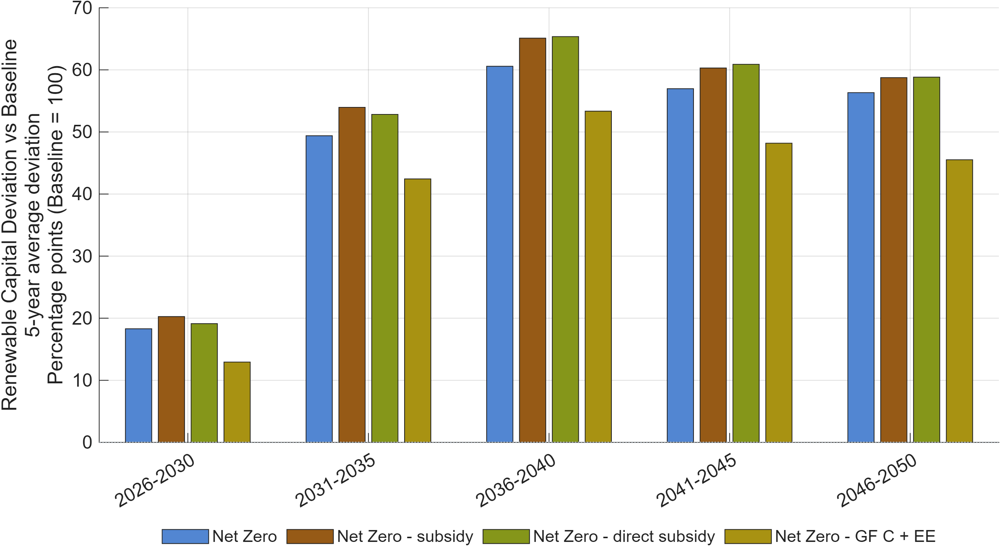 Renewable Capital Deviation vs Baseline
5-year average deviation
Percentage points (Baseline = 100)
70
60
50
40
30
20
10
0
2026-2030
2031-2035
2036-2040
2041-2045
2046-2050
Net Zero
Net Zero - subsidy
Net Zero - direct subsidy
Net Zero - GF C + EE